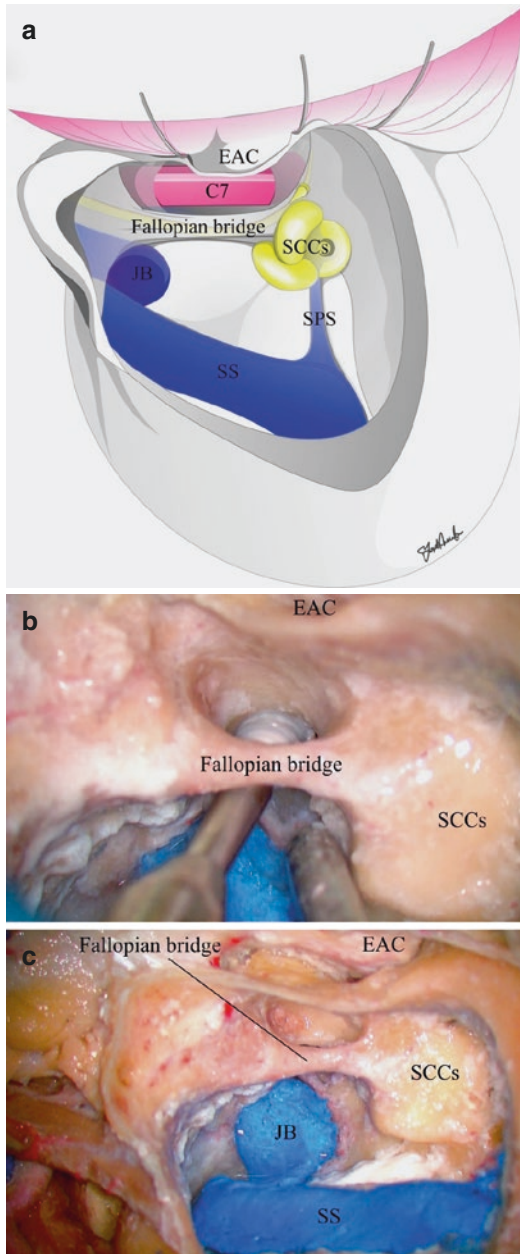 a
EAC
C7
Fallopian bridge
SCCs
JB
SPS
SS
b
EAC
Fallopian bridge
SCCs
c
Fallopian bridge
EAC
SCCs
JB
SS